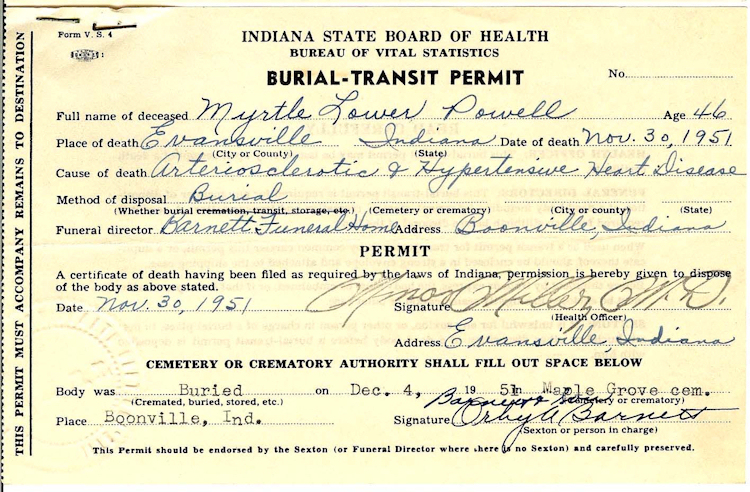 Form V. S. 4
INDIANA STATE BOARD OF HEALTH
BUREAU OF VITAL STATISTICS
BURIAL-TRANSIT PERMIT
No.
Full name of deceased Myrtle Lower Powell Age 46
Place of death Evansville Indiana Date of death Nov. 30, 1951
(City or County) (State)
Cause of death Arteriosclerotic & Hypertensive Heart Disease
Method of disposal Burial
(Whether burial cremation, transit, storage, etc.) (Cemetery or crematory) (City or county) (State)
Funeral director Barnett Funeral Home Address Boonville, Indiana
PERMIT
A certificate of death having been filed as required by the laws of Indiana, permission is hereby given to dispose
of the body as above stated.
Date Nov. 30, 1951 Signature Amos Miller M.D.
(Health Officer)
Address Evansville, Indiana
CEMETERY OR CREMATORY AUTHORITY SHALL FILL OUT SPACE BELOW
Body was Buried on Dec. 4, 1951 in Maple Grove cem.
(Cremated, buried, stored, etc.) (Cemetery or crematory)
Place Boonville, Ind. Signature Orby A Barnett
(Sexton or person in charge)
This Permit should be endorsed by the Sexton (or Funeral Director where there is no Sexton) and carefully preserved.
THIS PERMIT MUST ACCOMPANY REMAINS TO DESTINATION